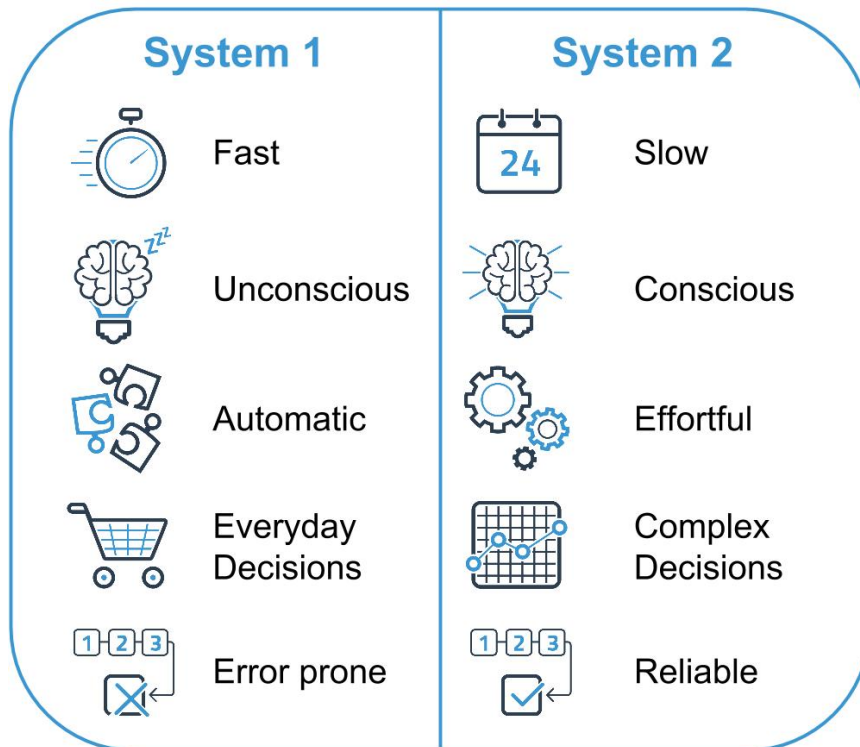 System 1
Fast
zzz
Unconscious
Automatic
Everyday
Decisions
1 2 3
Error prone
System 2
24
Slow
Conscious
Effortful
Complex
Decisions
1 2 3
Reliable